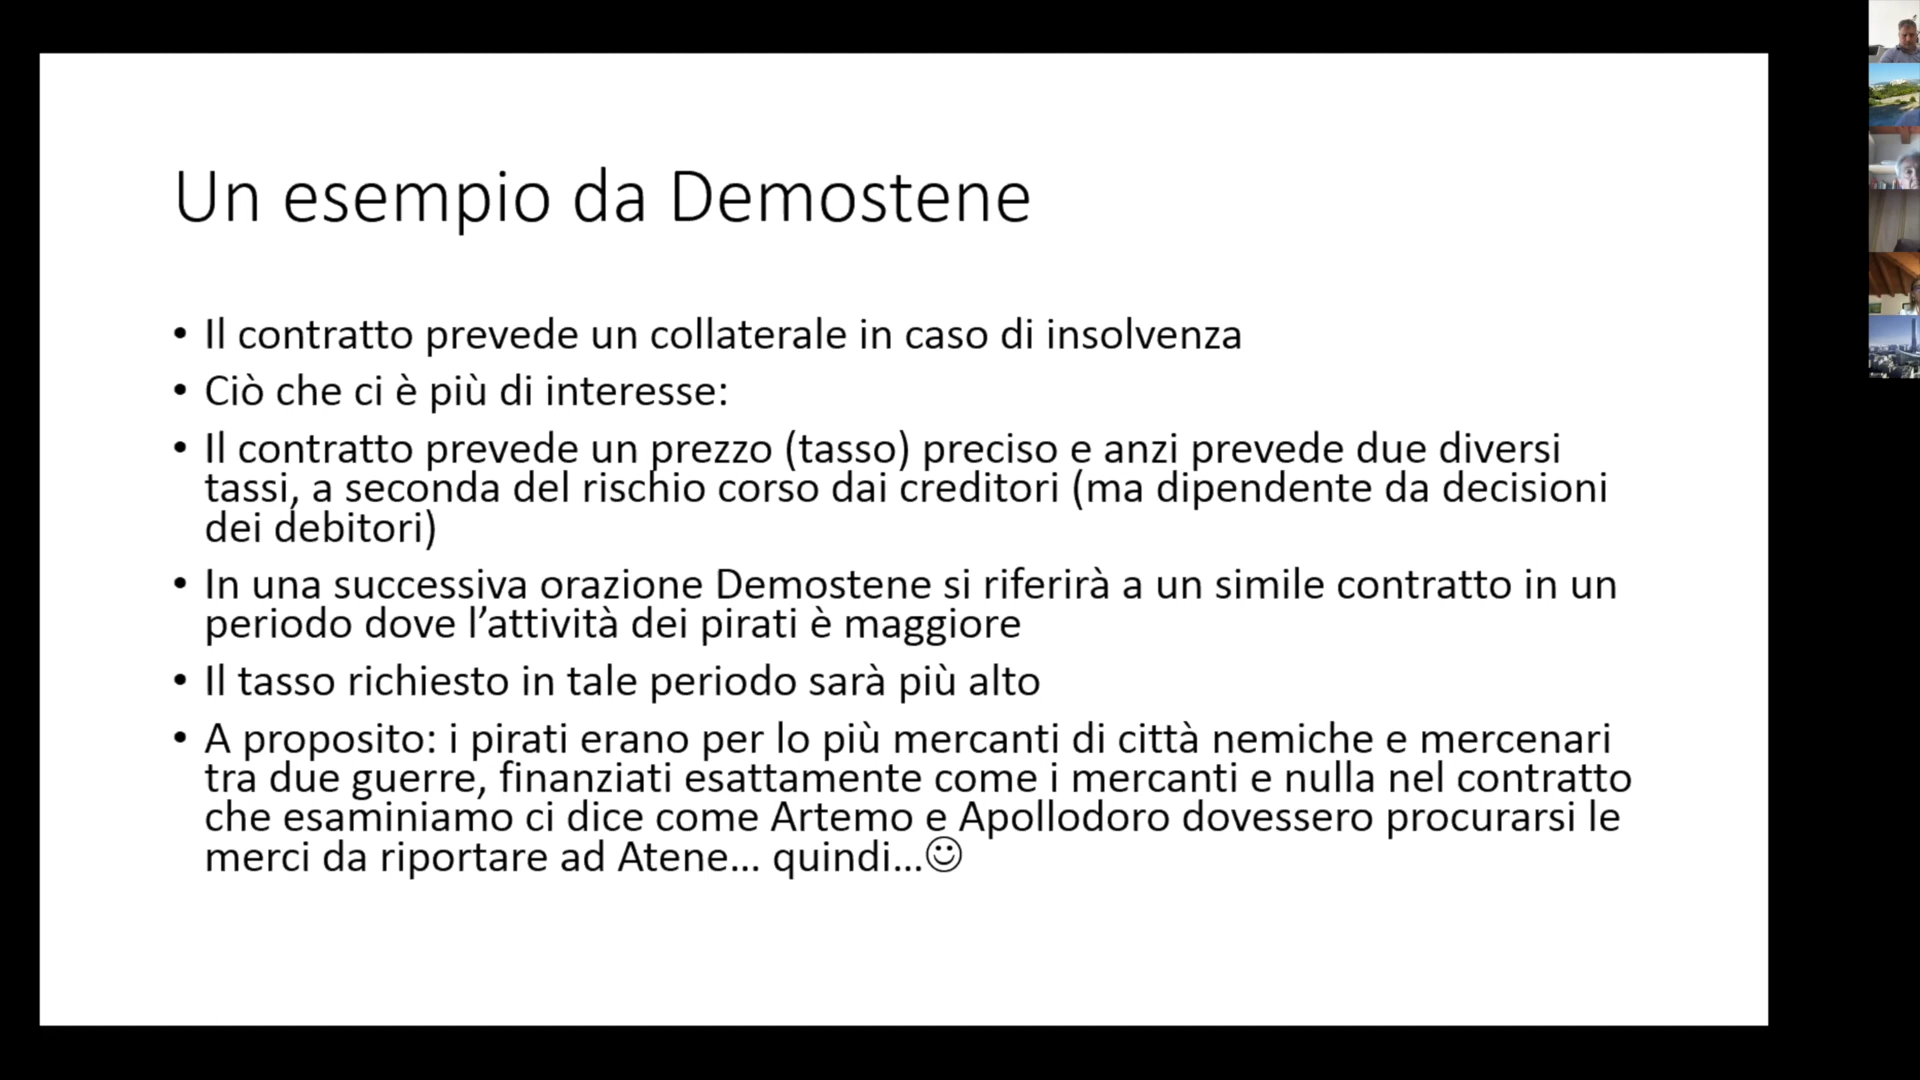 Un esempio da Demostene
• Il contratto prevede un collaterale in caso di insolvenza
• Ciò che ci è più di interesse:
• Il contratto prevede un prezzo (tasso) preciso e anzi prevede due diversi
tassi, a seconda del rischio corso dai creditori (ma dipendente da decisioni
dei debitori)
• In una successiva orazione Demostene si riferirà a un simile contratto in un
periodo dove l’attività dei pirati è maggiore
• Il tasso richiesto in tale periodo sarà più alto
• A proposito: i pirati erano per lo più mercanti di città nemiche e mercenari
tra due guerre, finanziati esattamente come i mercanti e nulla nel contratto
che esaminiamo ci dice come Artemo e Apollodoro dovessero procurarsi le
merci da riportare ad Atene... quindi...☺